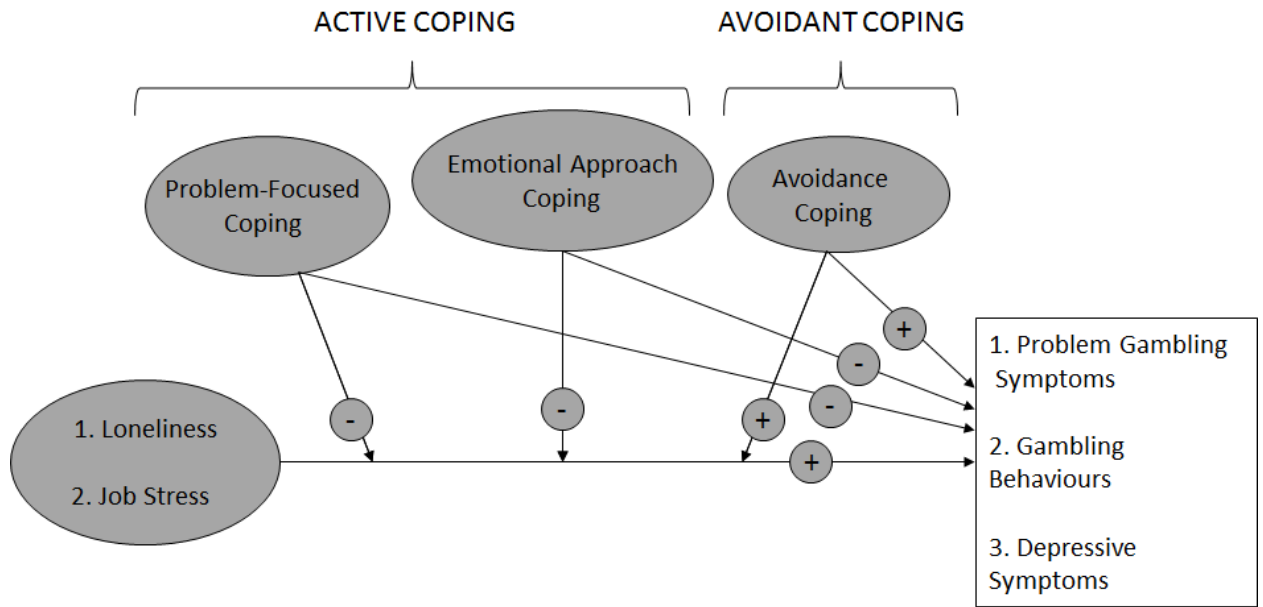 ACTIVE COPING
AVOIDANT COPING
Problem-Focused
Coping
Emotional Approach
Coping
Avoidance
Coping
+
-
-
-
-
+
+
1. Loneliness
2. Job Stress
1. Problem Gambling
Symptoms
2. Gambling
Behaviours
3. Depressive
Symptoms